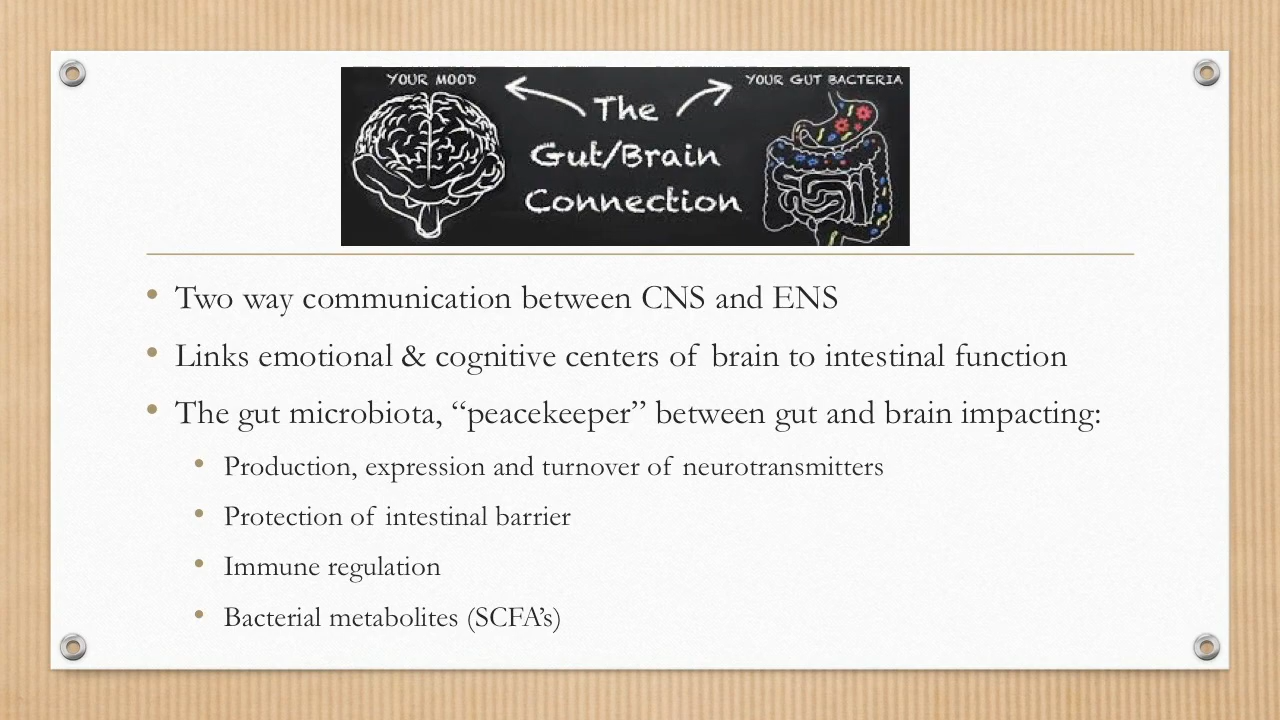 YOUR MOOD
YOUR GUT BACTERIA
The
Gut/Brain
Connection
• Two way communication between CNS and ENS
• Links emotional & cognitive centers of brain to intestinal function
• The gut microbiota, “peacekeeper” between gut and brain impacting:
• Production, expression and turnover of neurotransmitters
• Protection of intestinal barrier
• Immune regulation
• Bacterial metabolites (SCFA’s)